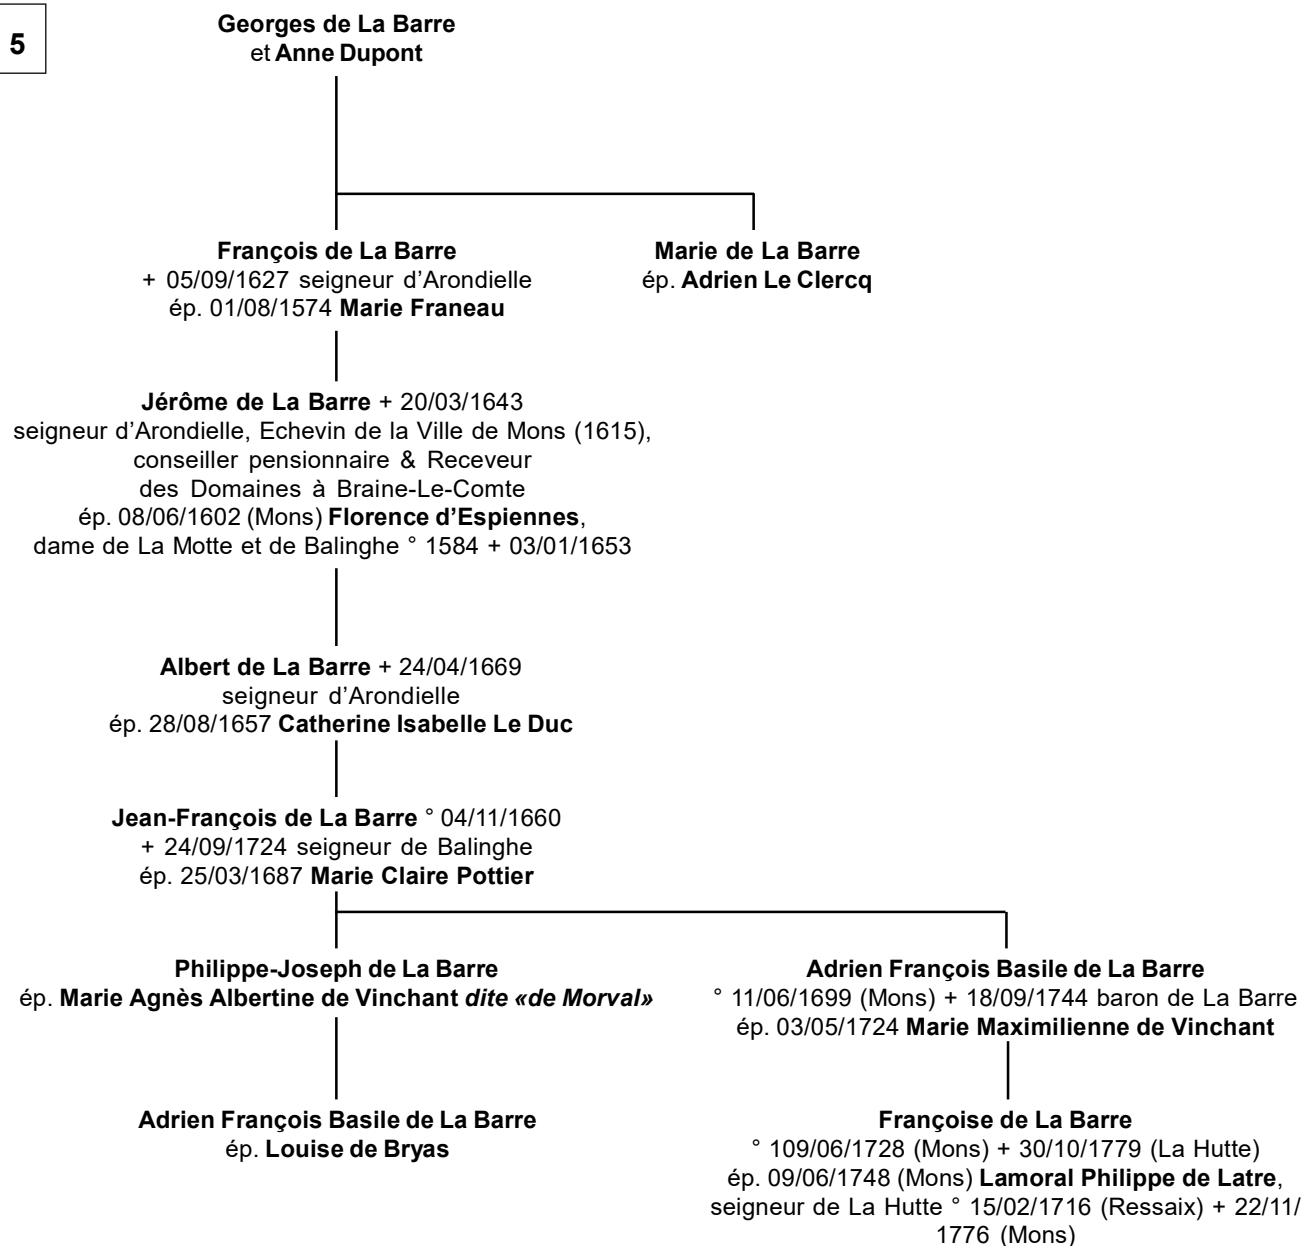 5
Georges de La Barre
et Anne Dupont
François de La Barre
+ 05/09/1627 seigneur d’Arondielle
ép. 01/08/1574 Marie Franeau
Marie de La Barre
ép. Adrien Le Clercq
Jérôme de La Barre + 20/03/1643
seigneur d’Arondielle, Echevin de la Ville de Mons (1615),
conseiller pensionnaire & Receveur
des Domaines à Braine-Le-Comte
ép. 08/06/1602 (Mons) Florence d’Espiennes,
dame de La Motte et de Balinghe ° 1584 + 03/01/1653
Albert de La Barre + 24/04/1669
seigneur d’Arondielle
ép. 28/08/1657 Catherine Isabelle Le Duc
Jean-François de La Barre ° 04/11/1660
+ 24/09/1724 seigneur de Balinghe
ép. 25/03/1687 Marie Claire Pottier
Philippe-Joseph de La Barre
ép. Marie Agnès Albertine de Vinchant dite «de Morval»
Adrien François Basile de La Barre
° 11/06/1699 (Mons) + 18/09/1744 baron de La Barre
ép. 03/05/1724 Marie Maximilienne de Vinchant
Adrien François Basile de La Barre
ép. Louise de Bryas
Françoise de La Barre
° 109/06/1728 (Mons) + 30/10/1779 (La Hutte)
ép. 09/06/1748 (Mons) Lamoral Philippe de Latre,
seigneur de La Hutte ° 15/02/1716 (Ressaix) + 22/11/
1776 (Mons)